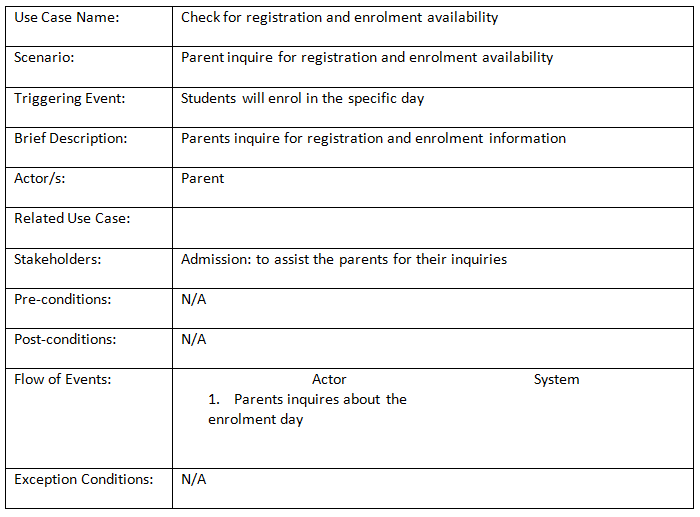 Use Case Name: Check for registration and enrolment availability
Scenario: Parent inquire for registration and enrolment availability
Triggering Event: Students will enrol in the specific day
Brief Description: Parents inquire for registration and enrolment information
Actor/s: Parent
Related Use Case:
Stakeholders: Admission: to assist the parents for their inquiries
Pre-conditions: N/A
Post-conditions: N/A
Flow of Events: Actor System
1. Parents inquires about the
enrolment day
Exception Conditions: N/A